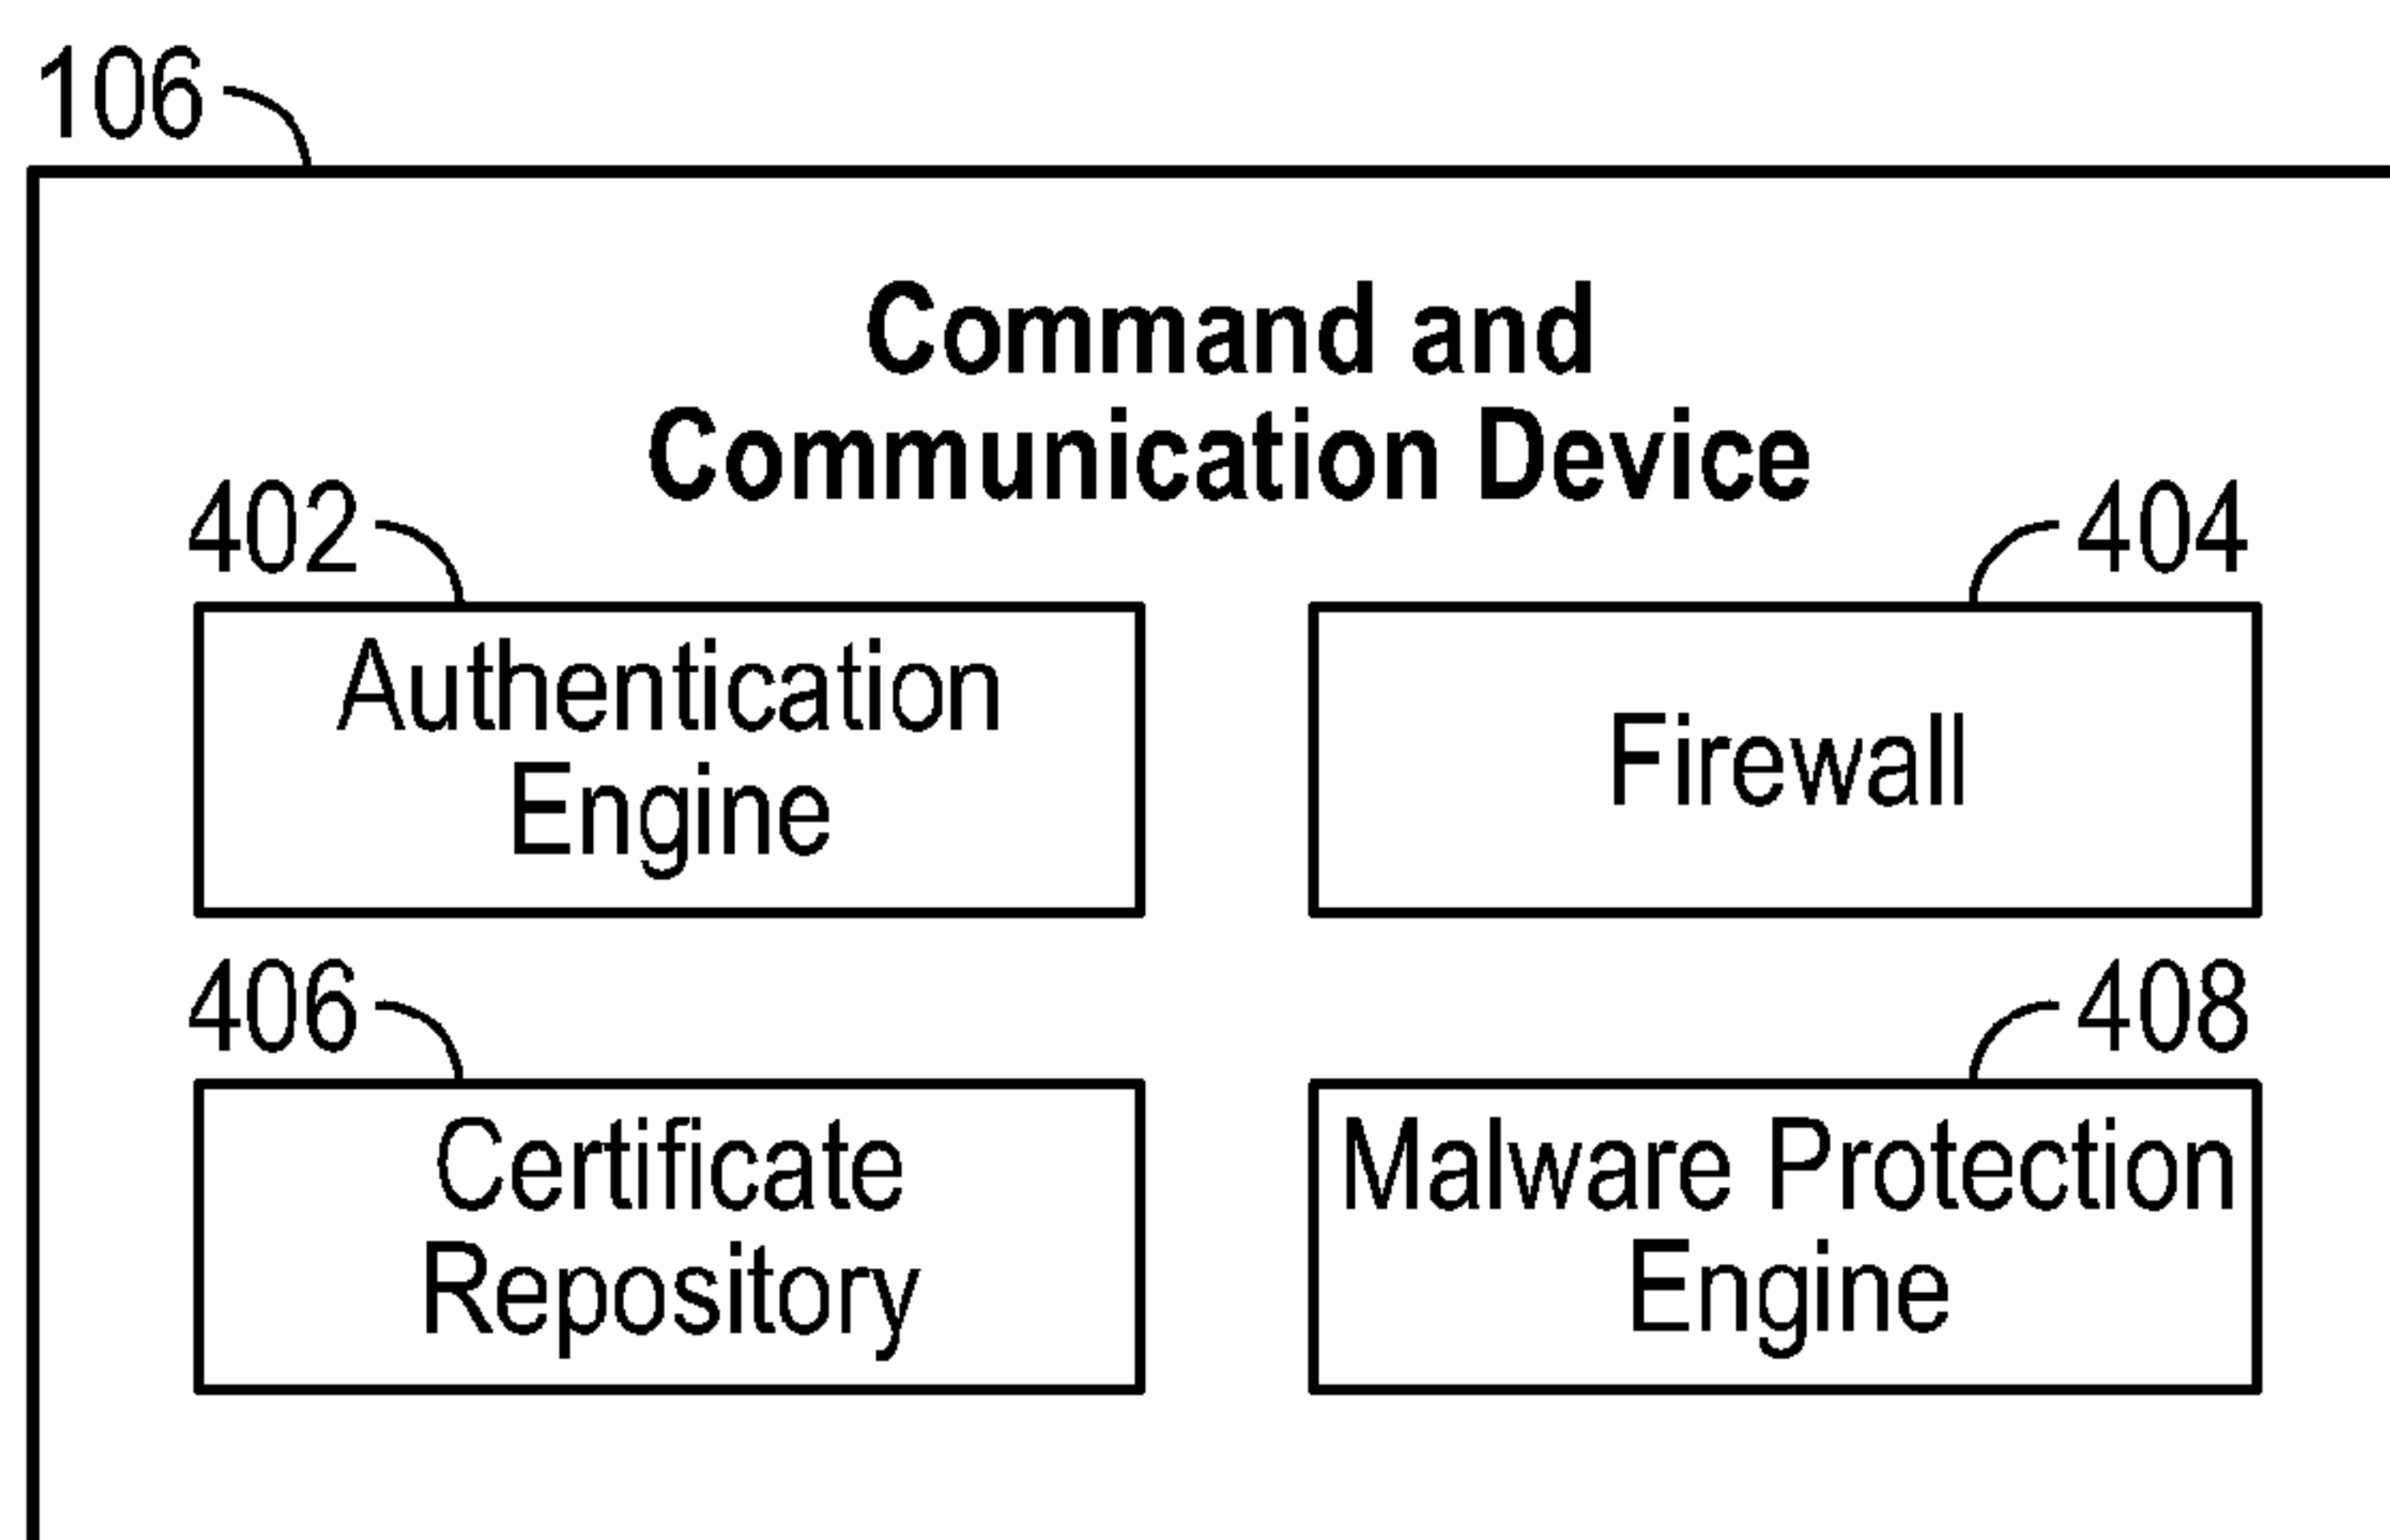 106
Command and
Communication Device
402
404
Authentication
Engine
Firewall
406
408
Certificate
Repository
Malware Protection
Engine